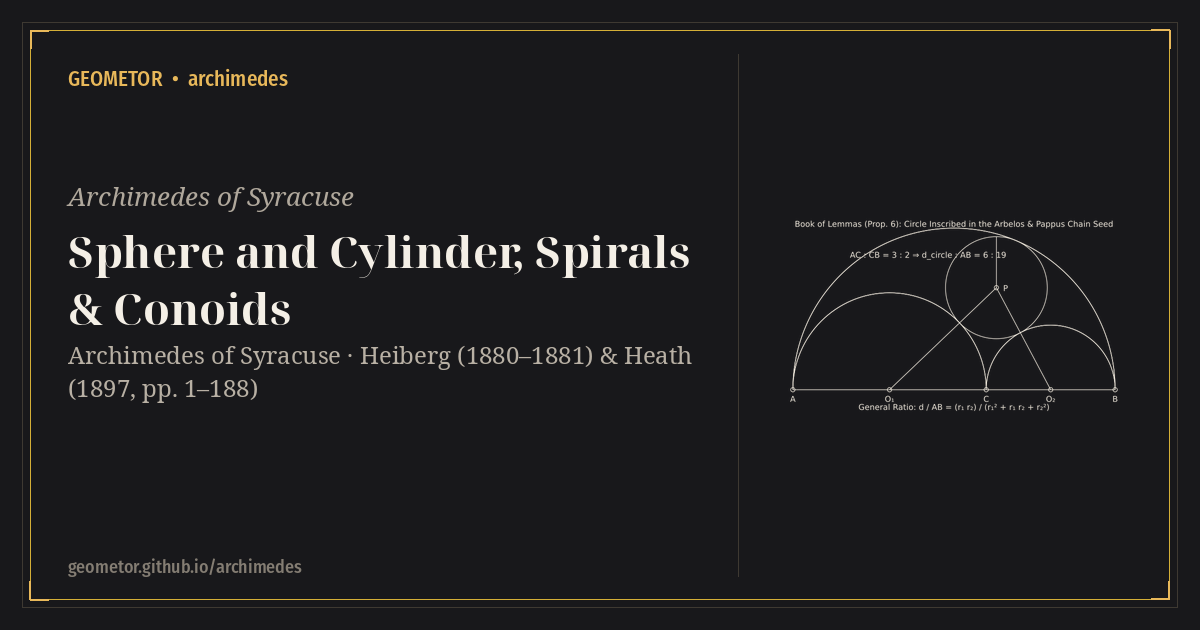 GEOMETOR • archimedes
Archimedes of Syracuse
Sphere and Cylinder, Spirals
& Conoids
Archimedes of Syracuse · Heiberg (1880–1881) & Heath
(1897, pp. 1–188)
geometor.github.io/archimedes
Book of Lemmas (Prop. 6): Circle Inscribed in the Arbelos & Pappus Chain Seed
AC : CB = 3 : 2 ⇒ d_circle : AB = 6 : 19
P
A O₁ C O₂ B
General Ratio: d / AB = (r₁ r₂) / (r₁² + r₁ r₂ + r₂²)